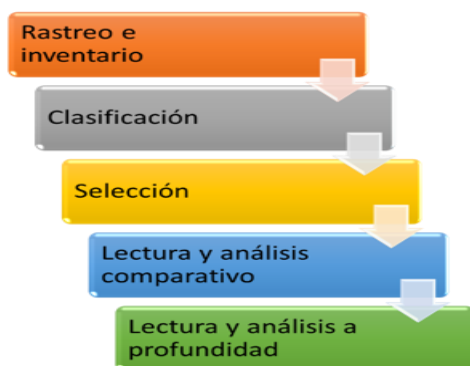 Rastreo e
inventario
Clasificación
Selección
Lectura y análisis
comparativo
Lectura y análisis a
profundidad